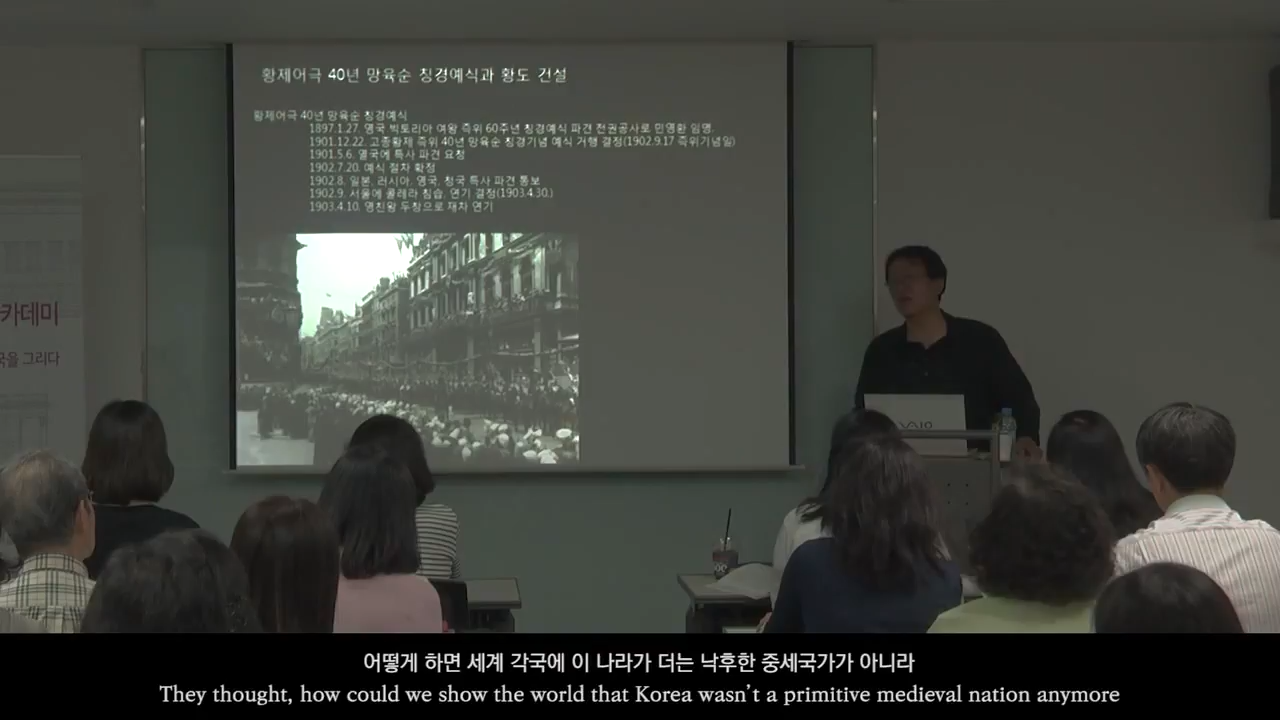 황제어극 40년 망육순 칭경예식과 황도 건설
황제어극 40년 망육순 칭경예식
1897.1.27. 영국 빅토리아 여왕 즉위 60주년 칭경예식 파견 전권공사로 민영환 임명.
1901.12.22. 고종황제 즉위 40년 망육순 칭경기념 예식 거행 결정(1902.9.17 즉위기념일)
1901.5.6. 영국에 특사 파견 요청
1902.7.20. 예식 절차 확정
1902.8. 일본, 러시아, 영국, 청국 특사 파견 통보
1902.9. 서울에 콜레라 침습, 연기 결정(1903.4.30.)
1903.4.10. 영친왕 두창으로 재차 연기
카데미
국을 그리다
VAIO
어떻게 하면 세계 각국에 이 나라가 더는 낙후한 중세국가가 아니라
They thought, how could we show the world that Korea wasn't a primitive medieval nation anymore